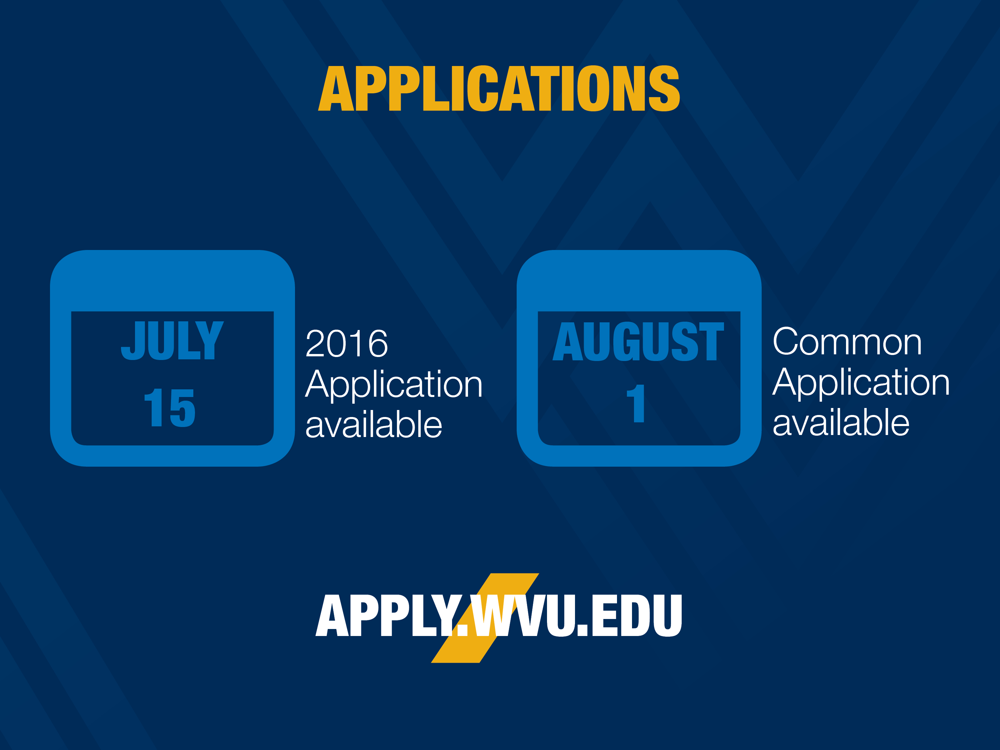 APPLICATIONS
JULY
15
2016
Application
available
AUGUST
1
Common
Application
available
APPLY.WVU.EDU